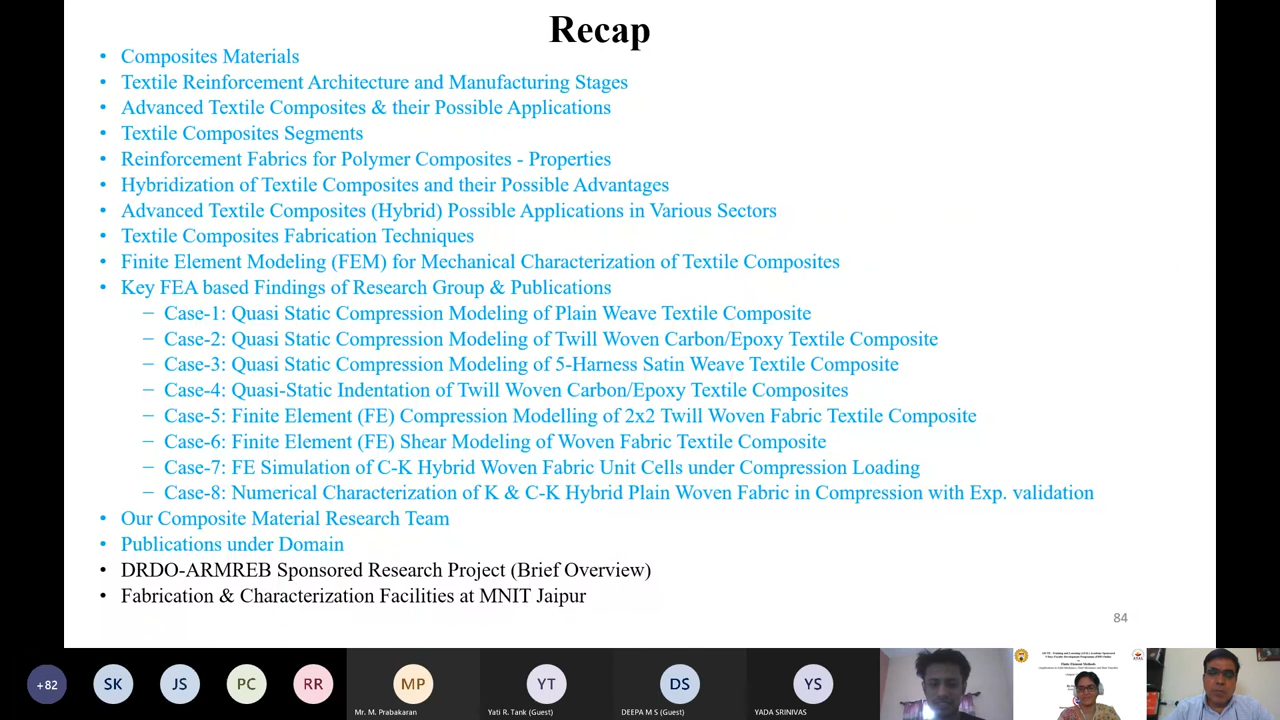 Recap
• Composites Materials
• Textile Reinforcement Architecture and Manufacturing Stages
• Advanced Textile Composites & their Possible Applications
• Textile Composites Segments
• Reinforcement Fabrics for Polymer Composites - Properties
• Hybridization of Textile Composites and their Possible Advantages
• Advanced Textile Composites (Hybrid) Possible Applications in Various Sectors
• Textile Composites Fabrication Techniques
• Finite Element Modeling (FEM) for Mechanical Characterization of Textile Composites
• Key FEA based Findings of Research Group & Publications
– Case-1: Quasi Static Compression Modeling of Plain Weave Textile Composite
– Case-2: Quasi Static Compression Modeling of Twill Woven Carbon/Epoxy Textile Composite
– Case-3: Quasi Static Compression Modeling of 5-Harness Satin Weave Textile Composite
– Case-4: Quasi-Static Indentation of Twill Woven Carbon/Epoxy Textile Composites
– Case-5: Finite Element (FE) Compression Modelling of 2x2 Twill Woven Fabric Textile Composite
– Case-6: Finite Element (FE) Shear Modeling of Woven Fabric Textile Composite
– Case-7: FE Simulation of C-K Hybrid Woven Fabric Unit Cells under Compression Loading
– Case-8: Numerical Characterization of K & C-K Hybrid Plain Woven Fabric in Compression with Exp. validation
• Our Composite Material Research Team
• Publications under Domain
• DRDO-ARMREB Sponsored Research Project (Brief Overview)
• Fabrication & Characterization Facilities at MNIT Jaipur
84
+82 SK JS PC RR MP YT DS YS
Mr. M. Prabakaran Yati R. Tank (Guest) DEEPA M S (Guest) YADA SRINIVAS
Finite Element Methods